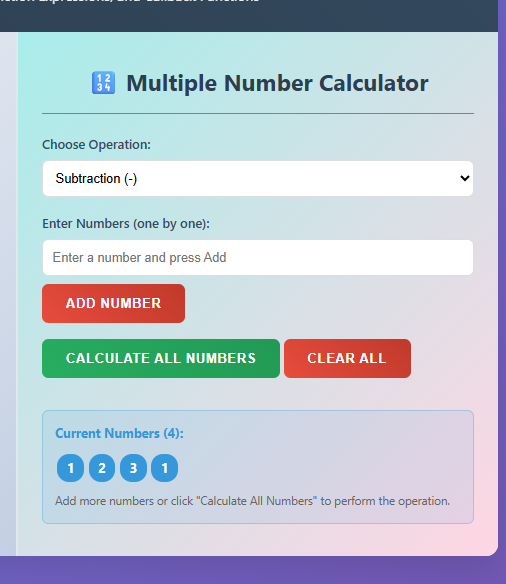 Expressions, and Callback Functions
Multiple Number Calculator
Choose Operation:
Subtraction (-)
Enter Numbers (one by one):
Enter a number and press Add
ADD NUMBER
CALCULATE ALL NUMBERS CLEAR ALL
Current Numbers (4):
1 2 3 1
Add more numbers or click "Calculate All Numbers" to perform the operation.